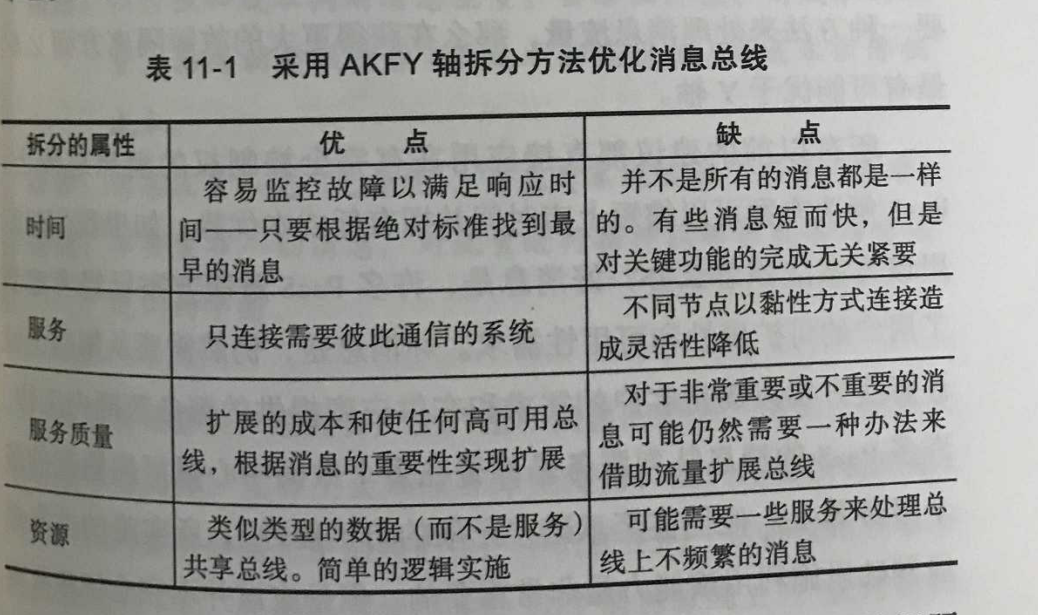 表 11-1 采用 AKFY 轴拆分方法优化消息总线
拆分的属性 优 点 缺 点
时间
容易监控故障以满足响应时
间——只要根据绝对标准找到最
早的消息
并不是所有的消息都是一样
的。有些消息短而快，但是
对关键功能的完成无关紧要
服务
只连接需要彼此通信的系统
不同节点以黏性方式连接造
成灵活性降低
服务质量
扩展的成本和使任何高可用总
线，根据消息的重要性实现扩展
对于非常重要或不重要的消
息可能仍然需要一种办法来
借助流量扩展总线
资源
类似类型的数据（而不是服务）
共享总线。简单的逻辑实施
可能需要一些服务来处理总
线上不频繁的消息